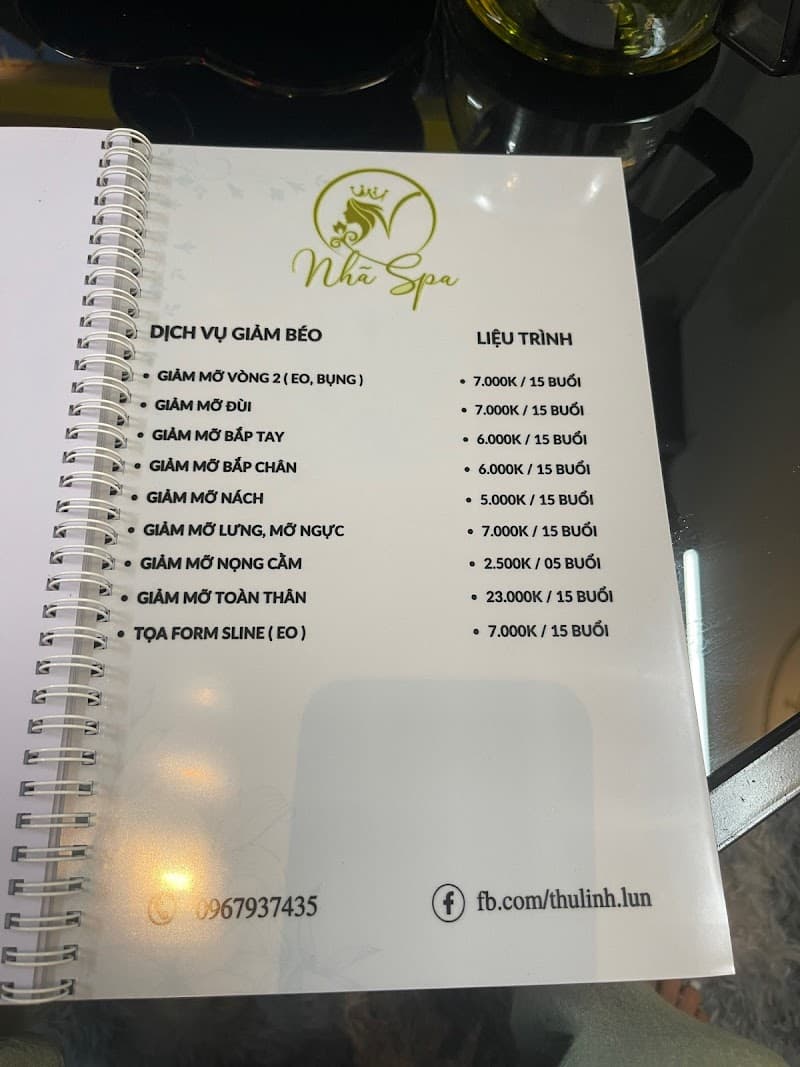 Nhã Spa
DỊCH VỤ GIẢM BÉO LIỆU TRÌNH
• GIẢM MỠ VÒNG 2 ( EO, BỤNG ) • 7.000K / 15 BUỔI
• GIẢM MỠ ĐÙI • 7.000K / 15 BUỔI
• GIẢM MỠ BẮP TAY • 6.000K / 15 BUỔI
• GIẢM MỠ BẮP CHÂN • 6.000K / 15 BUỔI
• GIẢM MỠ NÁCH • 5.000K / 15 BUỔI
• GIẢM MỠ LƯNG, MỠ NGỰC • 7.000K / 15 BUỔI
• GIẢM MỠ NỌNG CẰM • 2.500K / 05 BUỔI
• GIẢM MỠ TOÀN THÂN • 23.000K / 15 BUỔI
• TỌA FORM SLINE ( EO ) • 7.000K / 15 BUỔI
0967937435 fb.com/thulinh.lun